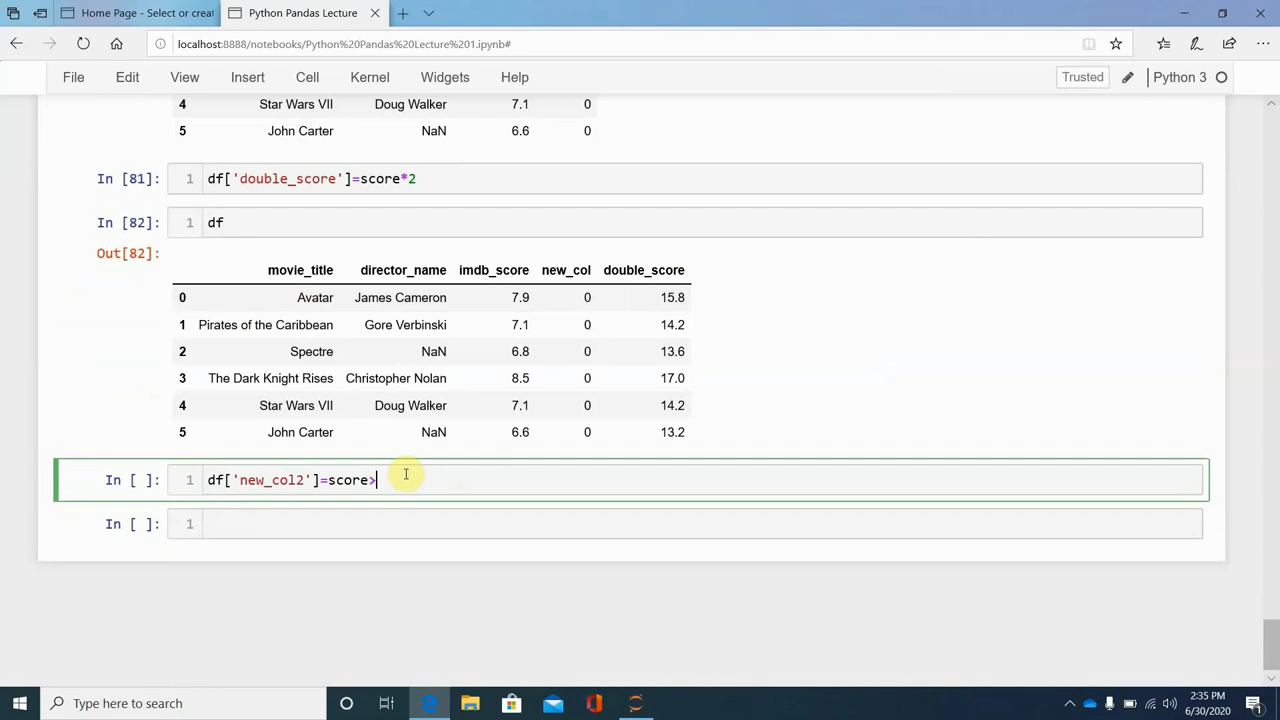 Home Page - Select or creat
Python Pandas Lecture
localhost:8888/notebooks/Python%20Pandas%20Lecture%201.ipynb#
File Edit View Insert Cell Kernel Widgets Help Trusted Python 3
4 Star Wars VII Doug Walker 7.1 0
5 John Carter NaN 6.6 0
In [81]: 1 df['double_score']=score*2
In [82]: 1 df
Out[82]:
movie_title director_name imdb_score new_col double_score
0 Avatar James Cameron 7.9 0 15.8
1 Pirates of the Caribbean Gore Verbinski 7.1 0 14.2
2 Spectre NaN 6.8 0 13.6
3 The Dark Knight Rises Christopher Nolan 8.5 0 17.0
4 Star Wars VII Doug Walker 7.1 0 14.2
5 John Carter NaN 6.6 0 13.2
In [ ]: 1 df['new_col2']=score>
In [ ]: 1
Type here to search
2:35 PM
6/30/2020
1